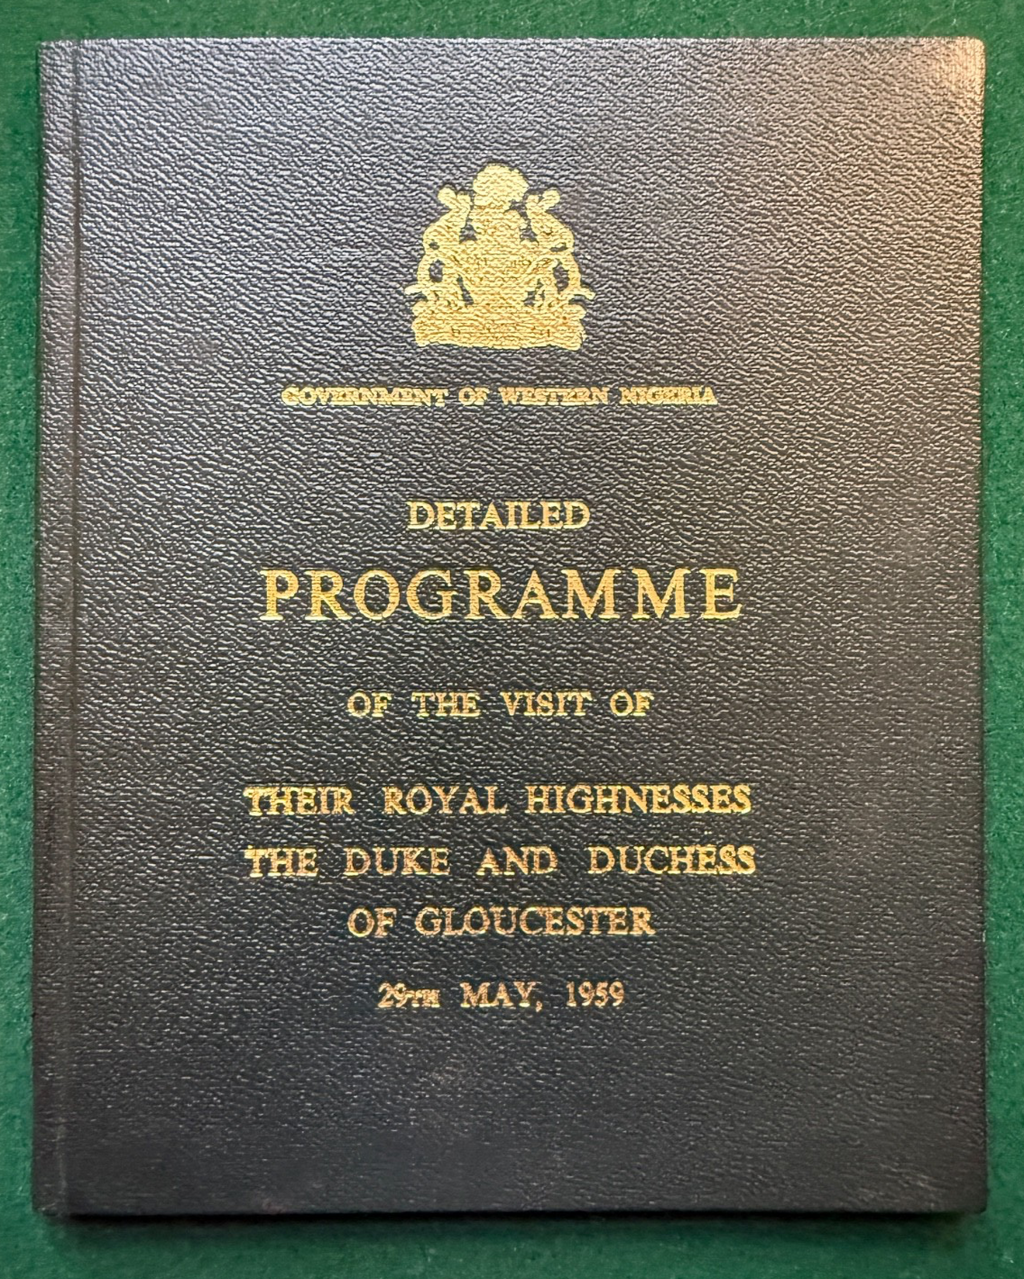 GOVERNMENT OF WESTERN NIGERIA
DETAILED
PROGRAMME
OF THE VISIT OF
THEIR ROYAL HIGHNESSES
THE DUKE AND DUCHESS
OF GLOUCESTER
29TH MAY, 1959